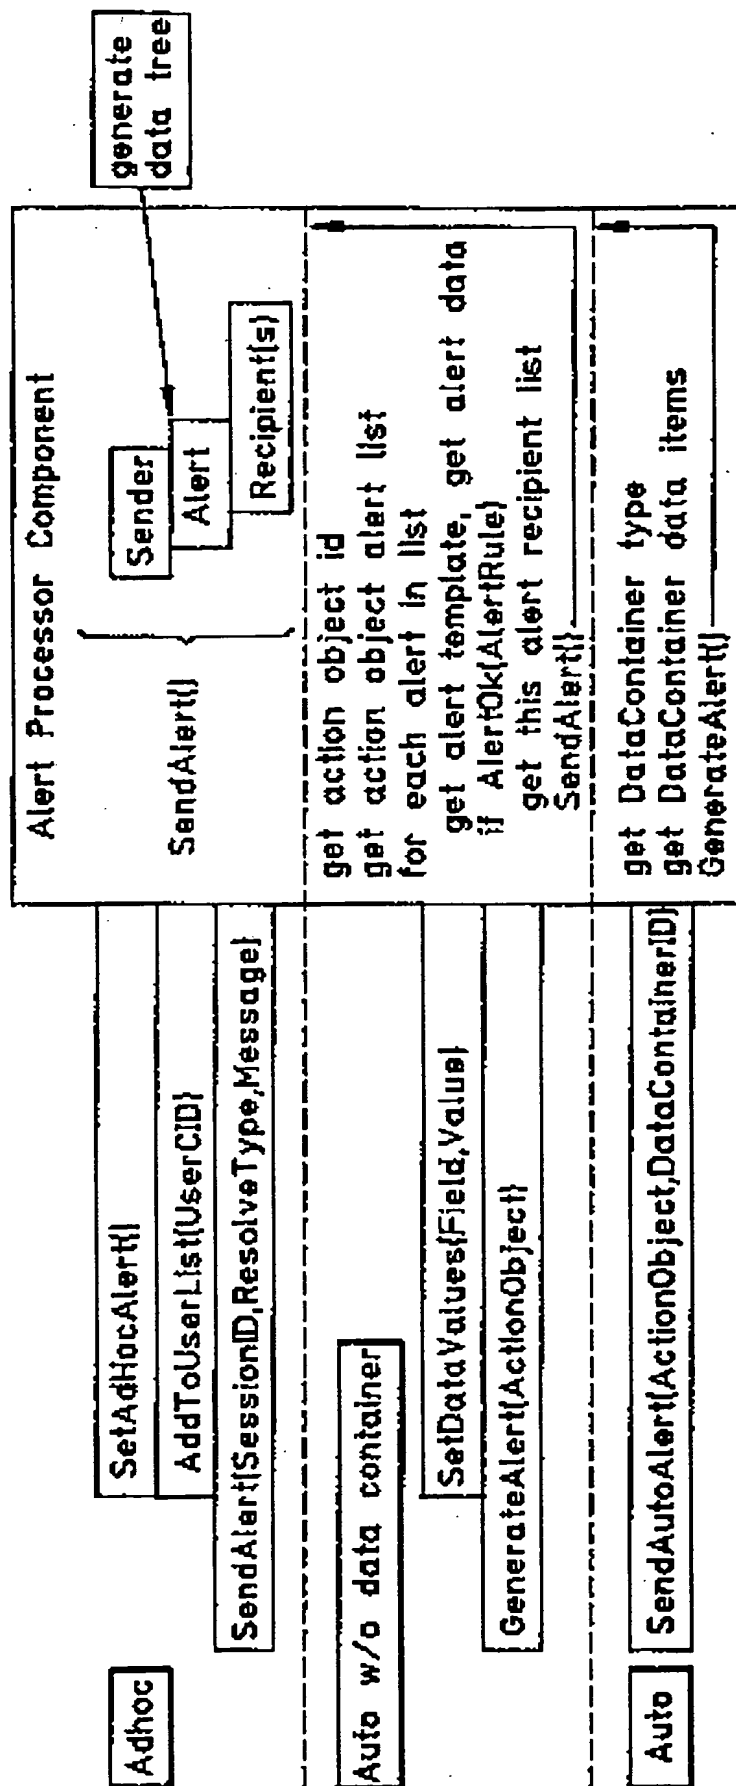 Alert Processor Component
generate
data tree
Adhoc
SetAdHocAlert()
AddToUserList(UserCID)
SendAlert(SessionID,ResolveType,Message)
SendAlert()
Sender
Alert
Recipient(s)
Auto w/o data container
SetDataValues(Field,Value)
GenerateAlert(ActionObject)
get action object id
get action object alert list
for each alert in list
get alert template, get alert data
if AlertOk(AlertRule)
get this alert recipient list
SendAlert()
Auto
SendAutoAlert(ActionObject,DataContainerID)
get DataContainer type
get DataContainer data items
GenerateAlert()